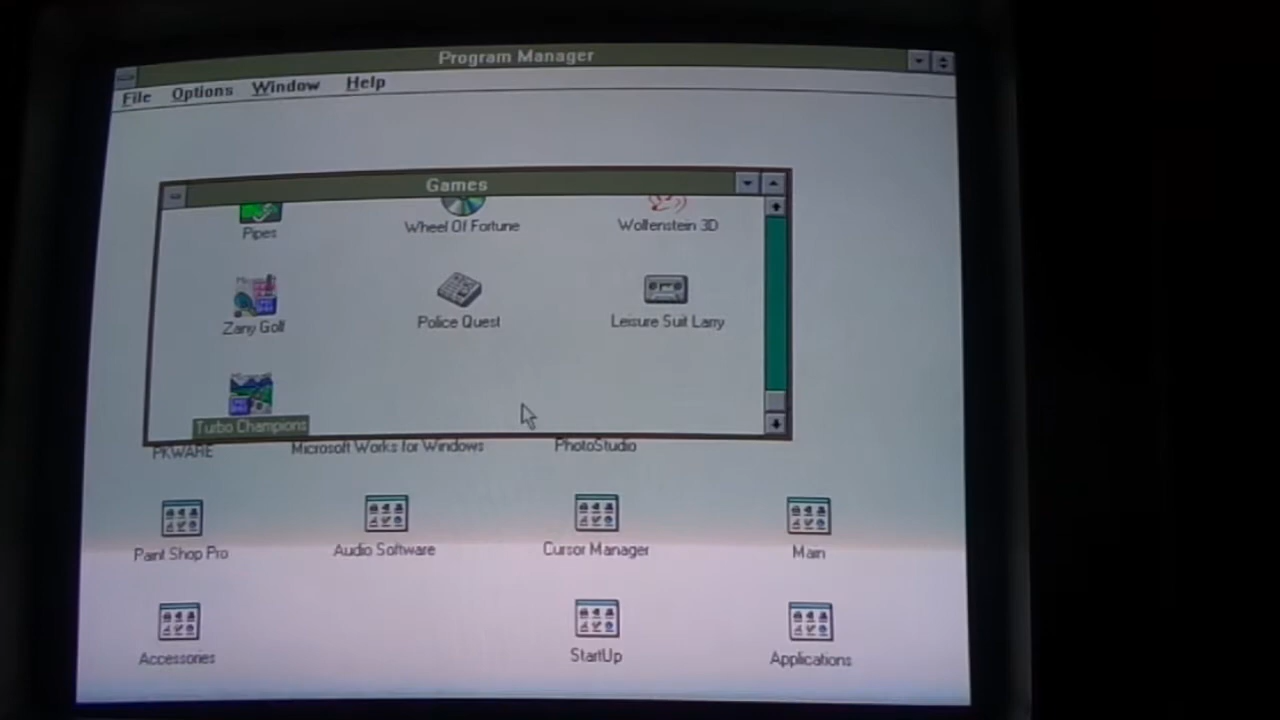 Program Manager
File Options Window Help
Games
Pipes Wheel Of Fortune Wolfenstein 3D
Zany Golf Police Quest Leisure Suit Larry
Turbo Champions
PKWARE Microsoft Works for Windows PhotoStudio
Paint Shop Pro Audio Software Cursor Manager Main
Accessories StartUp Applications